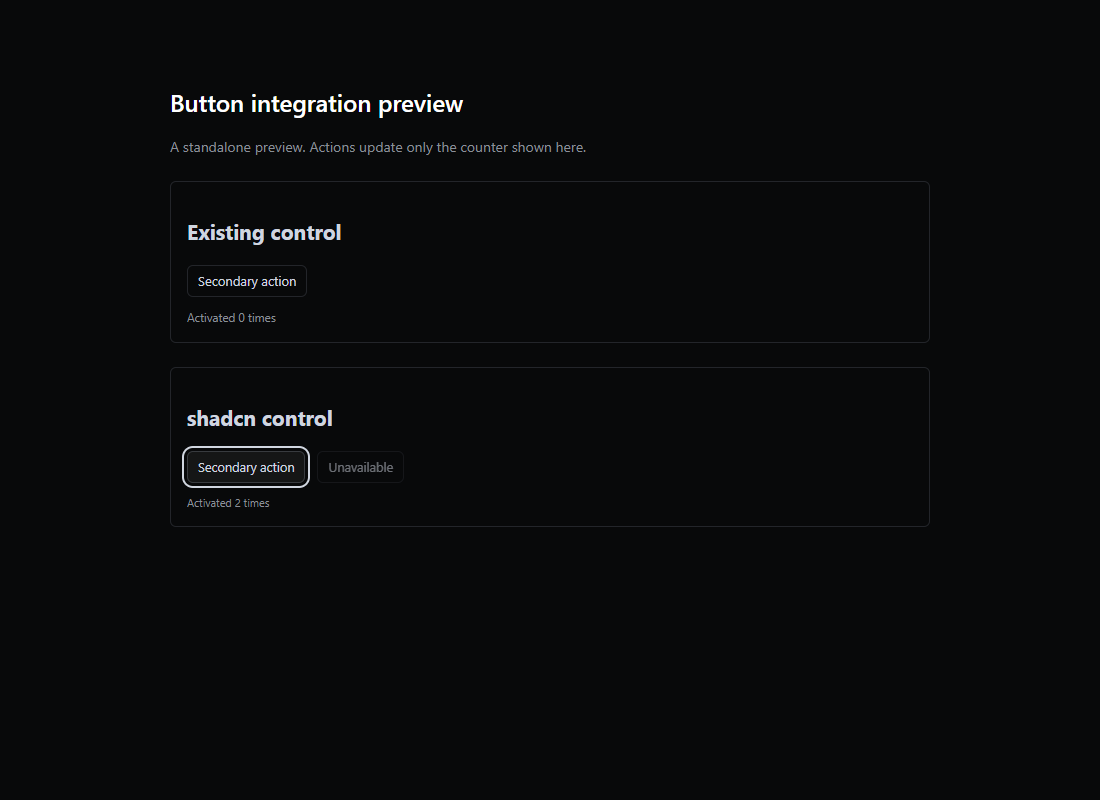 Button integration preview
A standalone preview. Actions update only the counter shown here.
Existing control
Secondary action
Activated 0 times
shadcn control
Secondary action Unavailable
Activated 2 times